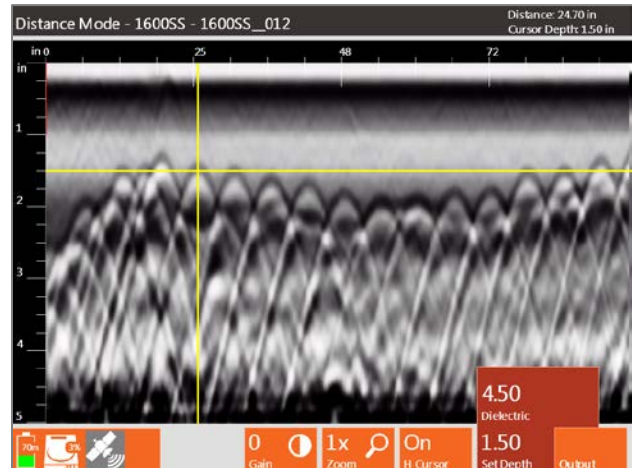 Distance Mode - 1600SS - 1600SS__012
Distance: 24.70 in
Cursor Depth: 1.50 in
in 0 25 48 72
in
1
2
3
4
5
4.50
Dielectric
70m
3%
0
Gain
1x
Zoom
On
H Cursor
1.50
Set Depth
Output